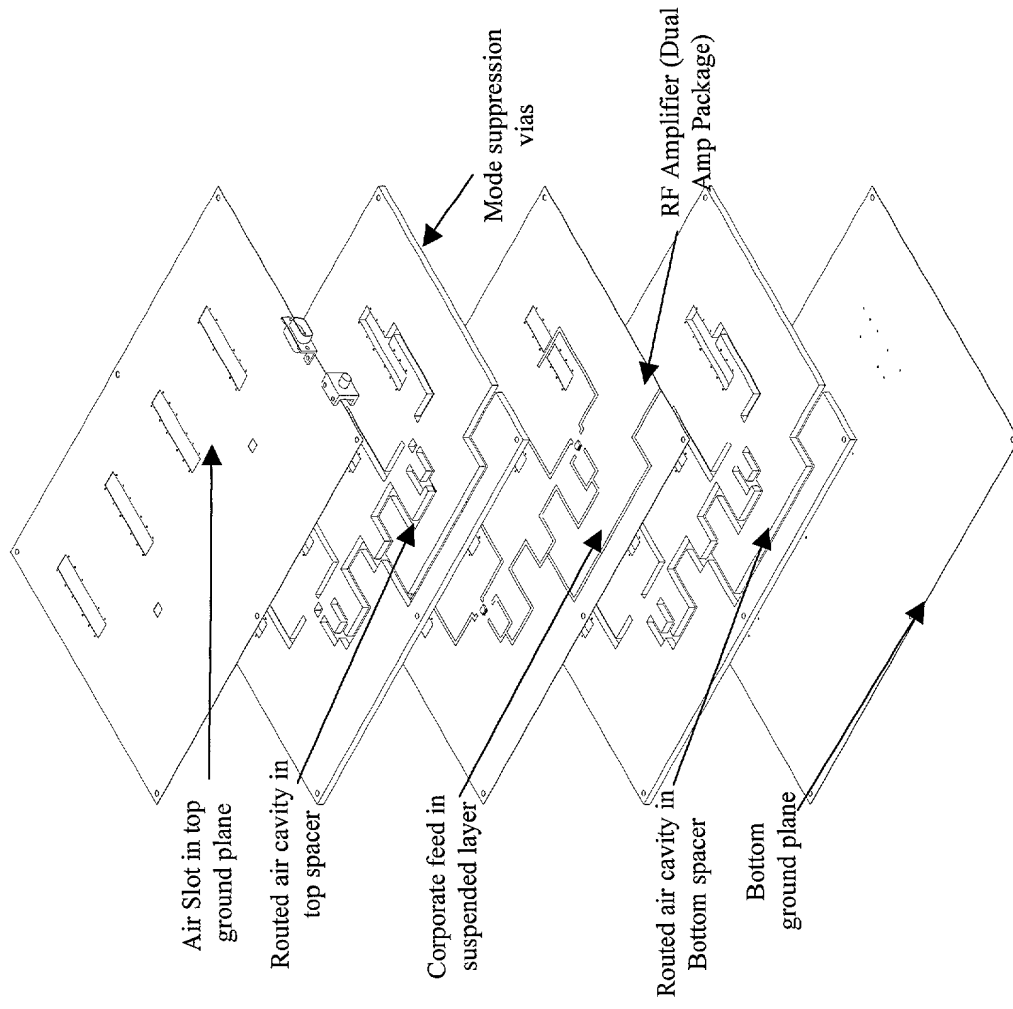 Air Slot in top
ground plane
Routed air cavity in
top spacer
Corporate feed in
suspended layer
Routed air cavity in
Bottom spacer
Bottom
ground plane
Mode suppression
vias
RF Amplifier (Dual
Amp Package)